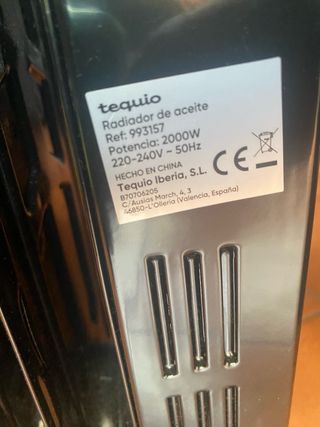 tequio
Radiador de aceite
Ref: 993157
Potencia: 2000W
220-240V ~ 50Hz
HECHO EN CHINA
Tequio Iberia, S.L.
B70706205
C/Ausias March, 4, 3
46850-L'Olleria (Valencia, España)
CE